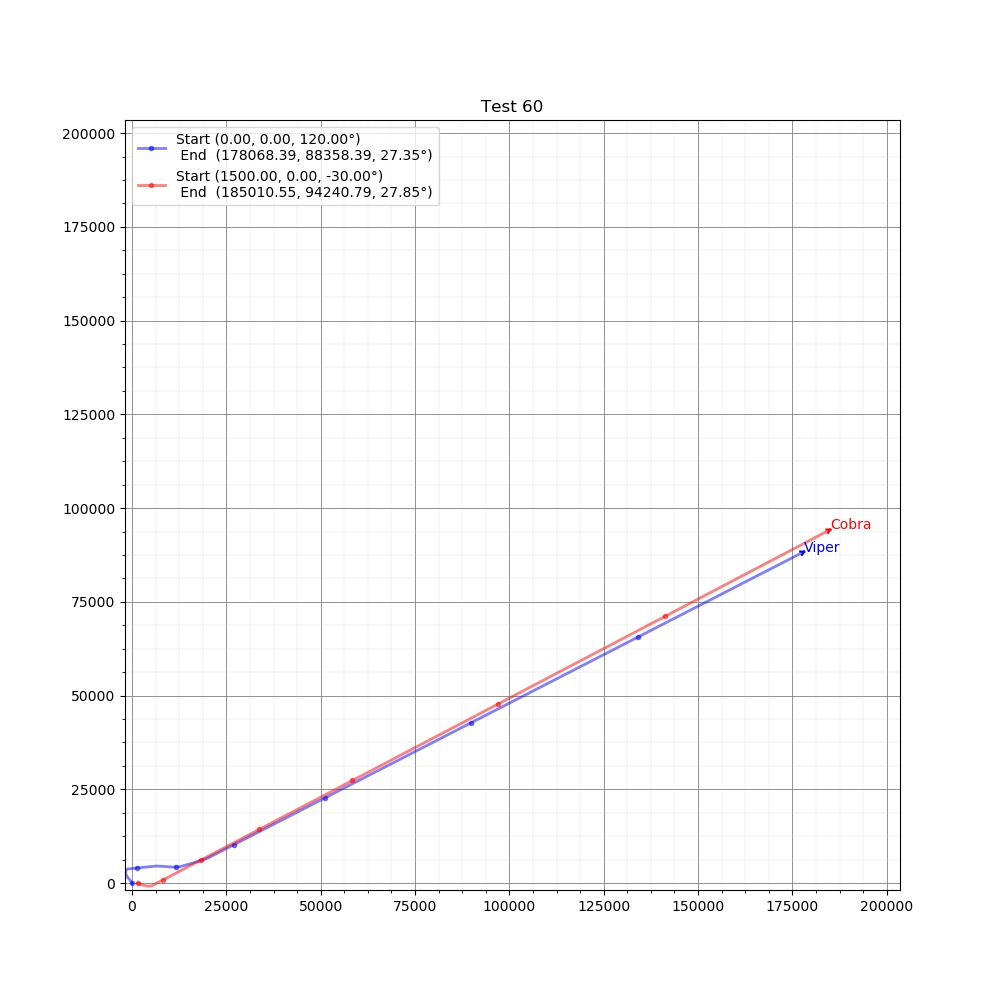 Test 60
Start (0.00, 0.00, 120.00°)
End (178068.39, 88358.39, 27.35°)
Start (1500.00, 0.00, -30.00°)
End (185010.55, 94240.79, 27.85°)
200000
175000
150000
125000
100000
75000
50000
25000
0
Cobra
Viper
0 25000 50000 75000 100000 125000 150000 175000 200000